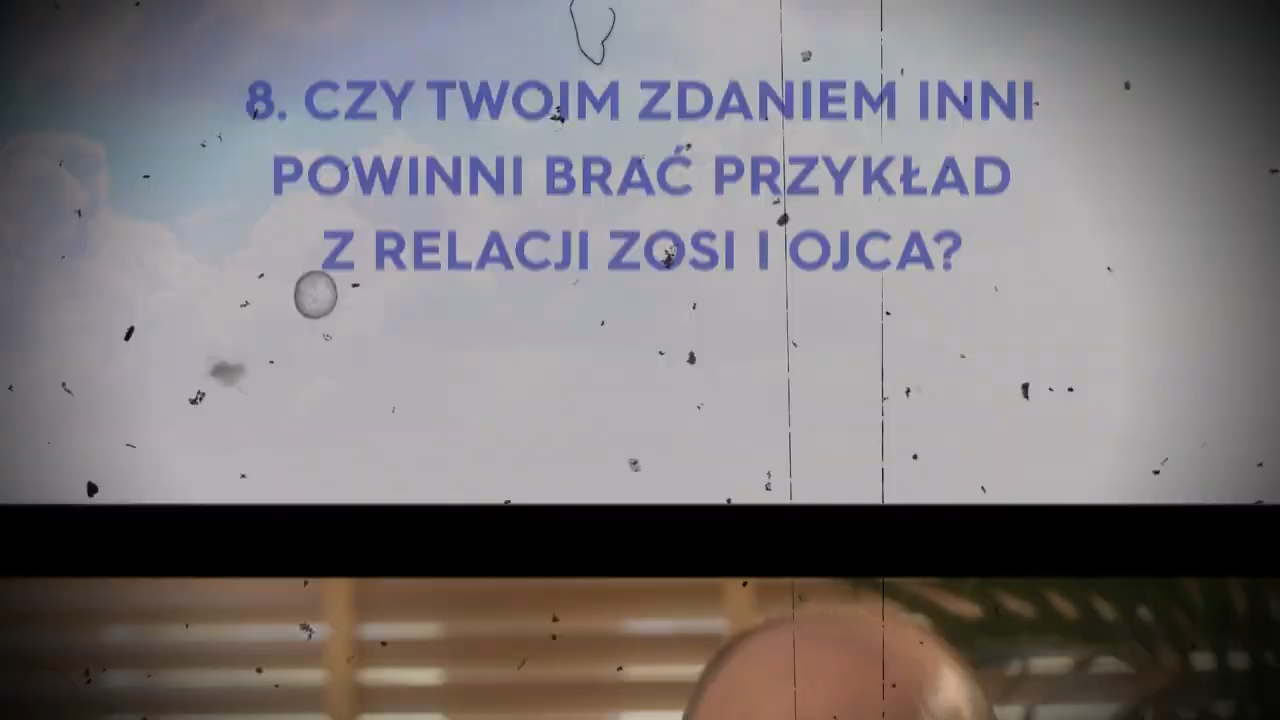 8. CZY TWOIM ZDANIEM INNI
POWINNI BRAĆ PRZYKŁAD
Z RELACJI ZOSI I OJCA?